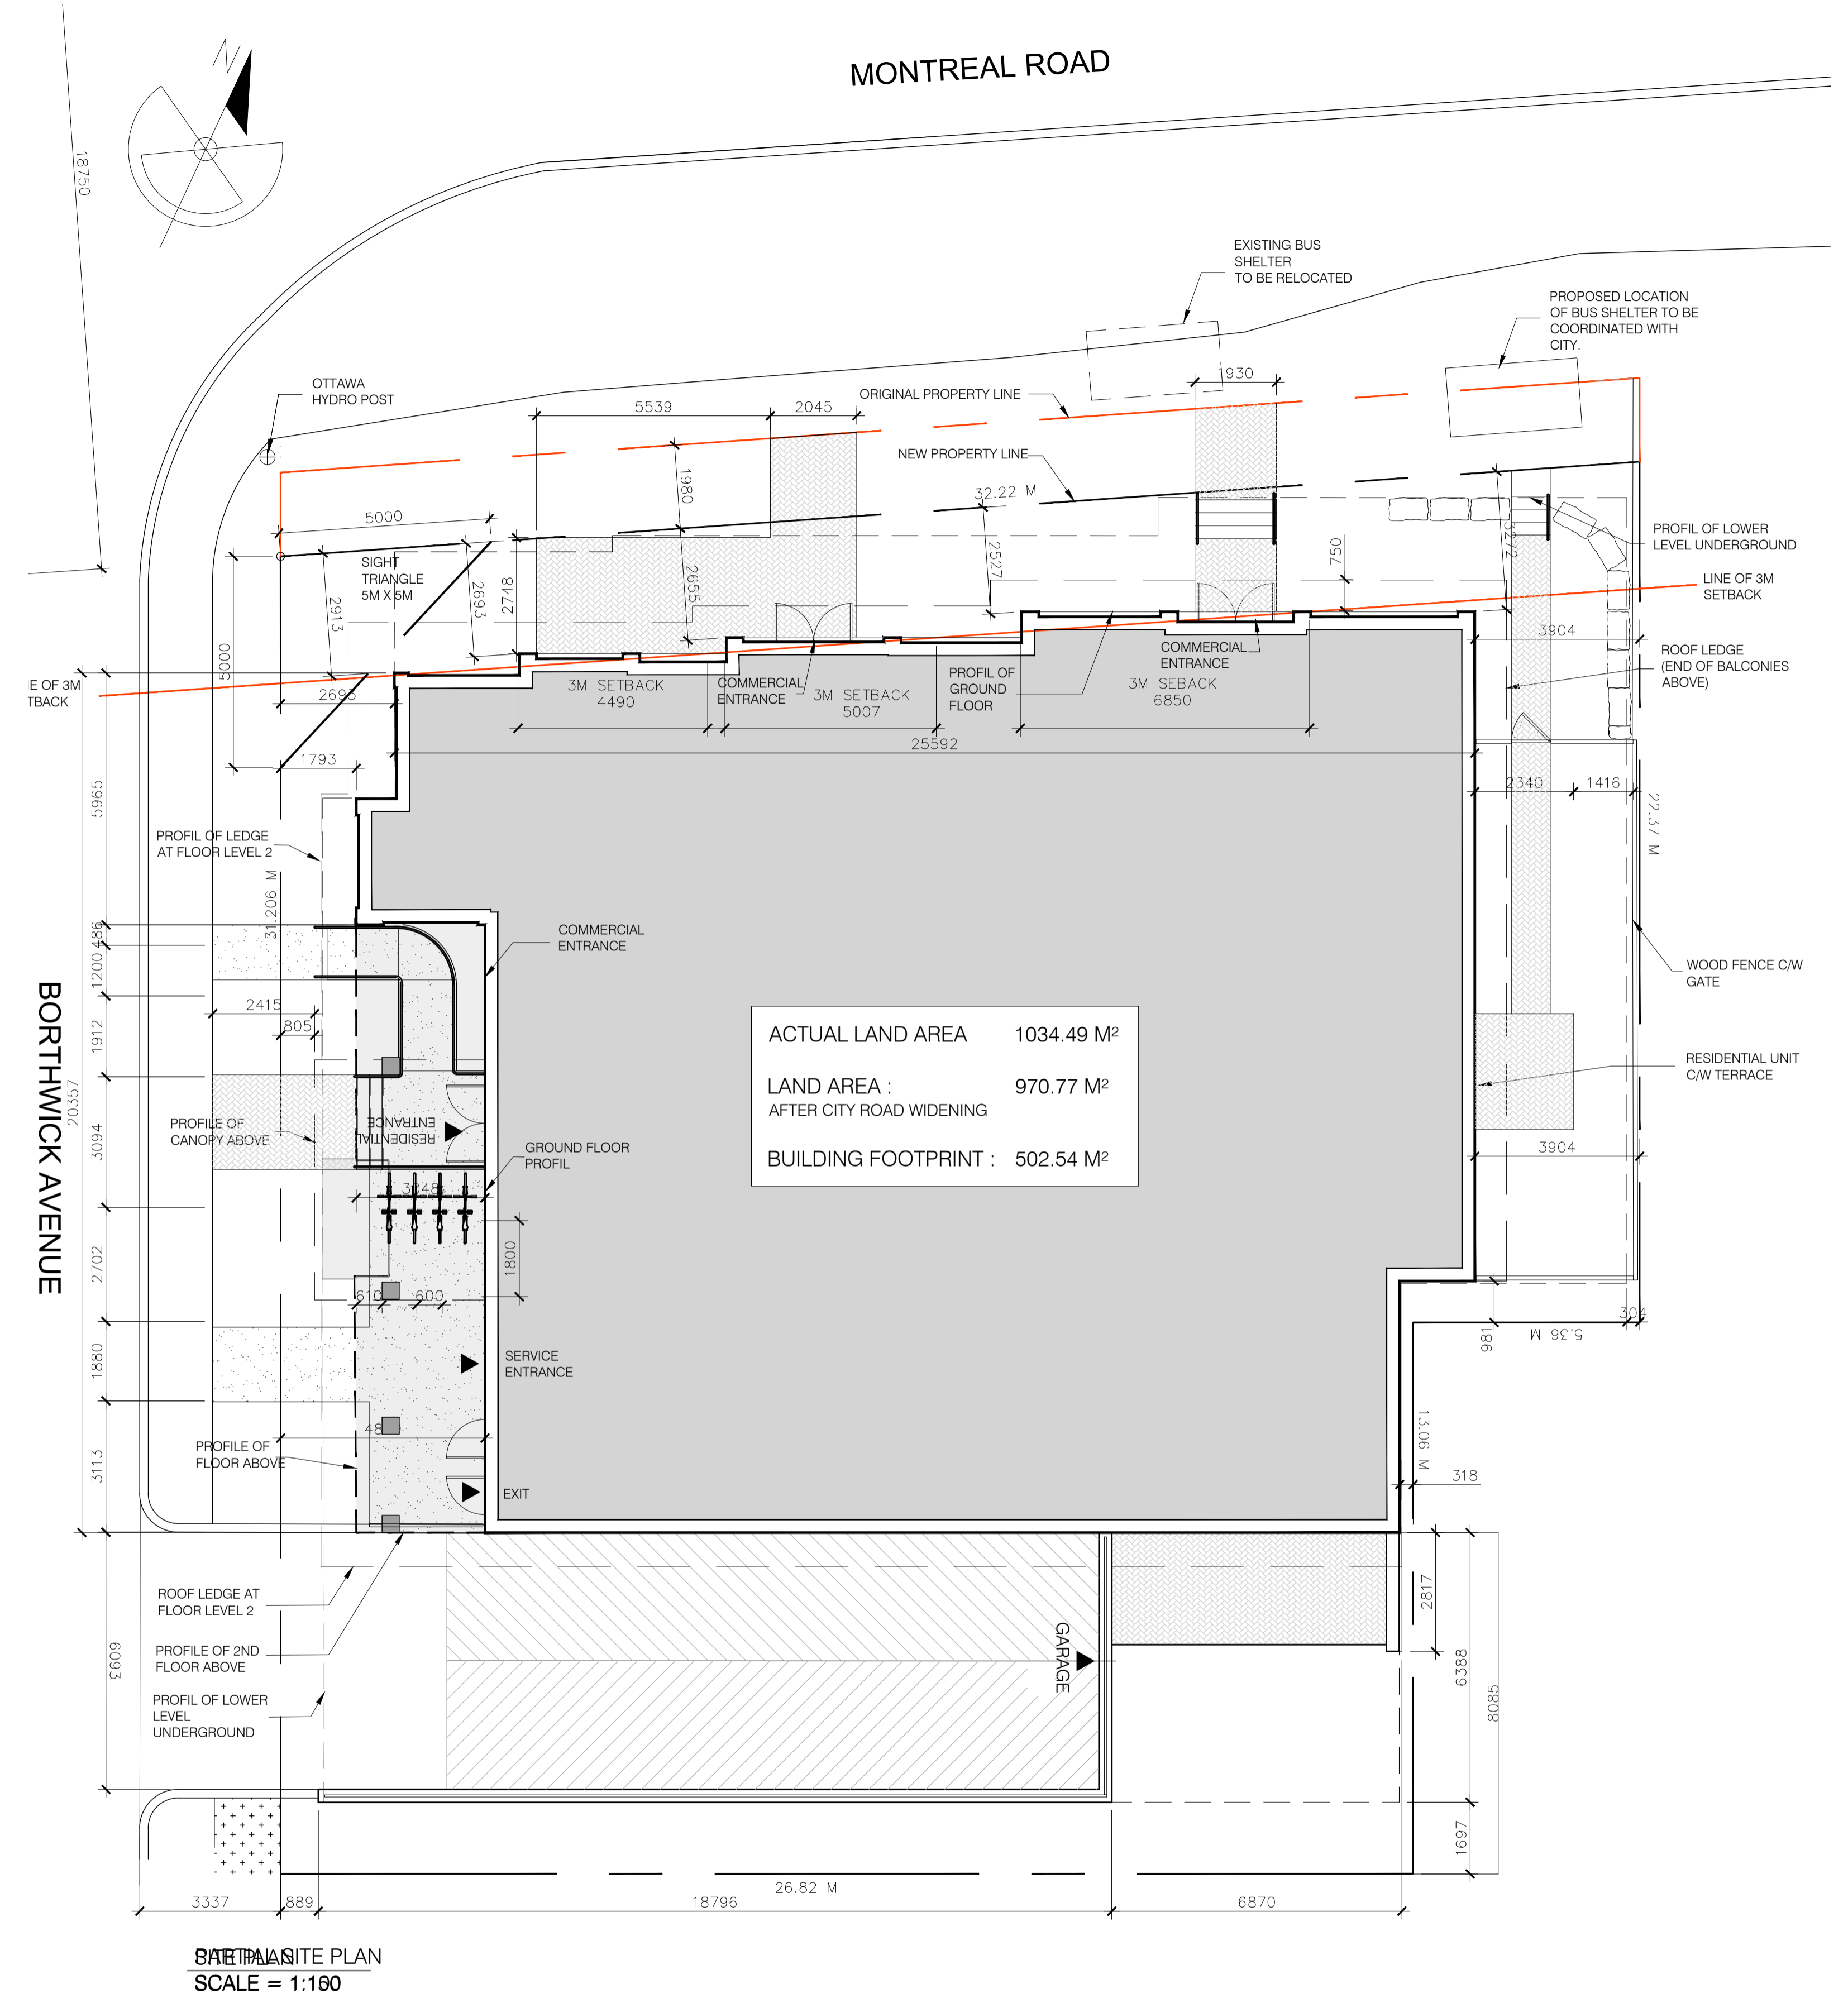 MONTREAL ROAD
N
18750
EXISTING BUS
SHELTER
TO BE RELOCATED
PROPOSED LOCATION
OF BUS SHELTER TO BE
COORDINATED WITH
CITY.
OTTAWA
HYDRO POST
1930
ORIGINAL PROPERTY LINE
5539
2045
NEW PROPERTY LINE
1980
32.22 M
5000
SIGHT
TRIANGLE
5M X 5M
2913
2693
2748
2655
2527
750
3272
PROFIL OF LOWER
LEVEL UNDERGROUND
LINE OF 3M
SETBACK
3904
5000
ROOF LEDGE
(END OF BALCONIES
ABOVE)
IE OF 3M
TBACK
2693
3M SETBACK
4490
COMMERCIAL
ENTRANCE
3M SETBACK
5007
PROFIL OF
GROUND
FLOOR
COMMERCIAL
ENTRANCE
3M SEBACK
6850
25592
1793
2340
1416
22.37 M
5965
PROFIL OF LEDGE
AT FLOOR LEVEL 2
31.206 M
486
COMMERCIAL
ENTRANCE
1200
WOOD FENCE C/W
GATE
BORTHWICK AVENUE
2415
805
1912
20357
ACTUAL LAND AREA 1034.49 M²
LAND AREA : 970.77 M²
AFTER CITY ROAD WIDENING
BUILDING FOOTPRINT : 502.54 M²
RESIDENTIAL UNIT
C/W TERRACE
PROFILE OF
CANOPY ABOVE
RESIDENTIAL
ENTRANCE
3094
GROUND FLOOR
PROFIL
3904
3048
1800
2702
610
600
304
5.36 M
981
1880
SERVICE
ENTRANCE
13.06 M
3113
PROFILE OF
FLOOR ABOVE
318
EXIT
ROOF LEDGE AT
FLOOR LEVEL 2
2817
GARAGE
PROFILE OF 2ND
FLOOR ABOVE
6093
6388
8085
PROFIL OF LOWER
LEVEL
UNDERGROUND
1697
26.82 M
3337
889
18796
6870
PARTIAL SITE PLAN
SCALE =